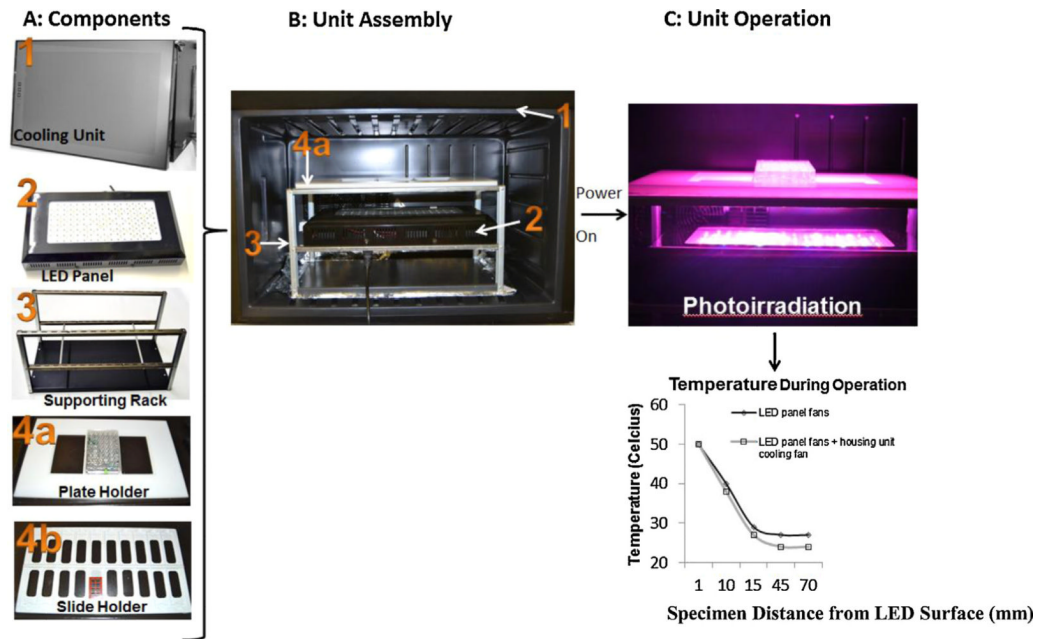 A: Components
1
Cooling Unit
2
LED Panel
3
Supporting Rack
4a
Plate Holder
4b
Slide Holder
B: Unit Assembly
1
4a
2
3
Power
On
C: Unit Operation
Photoirradiation
Temperature During Operation
LED panel fans
LED panel fans + housing unit
cooling fan
Temperature (Celcius)
60
50
40
30
20
1 10 15 45 70
Specimen Distance from LED Surface (mm)